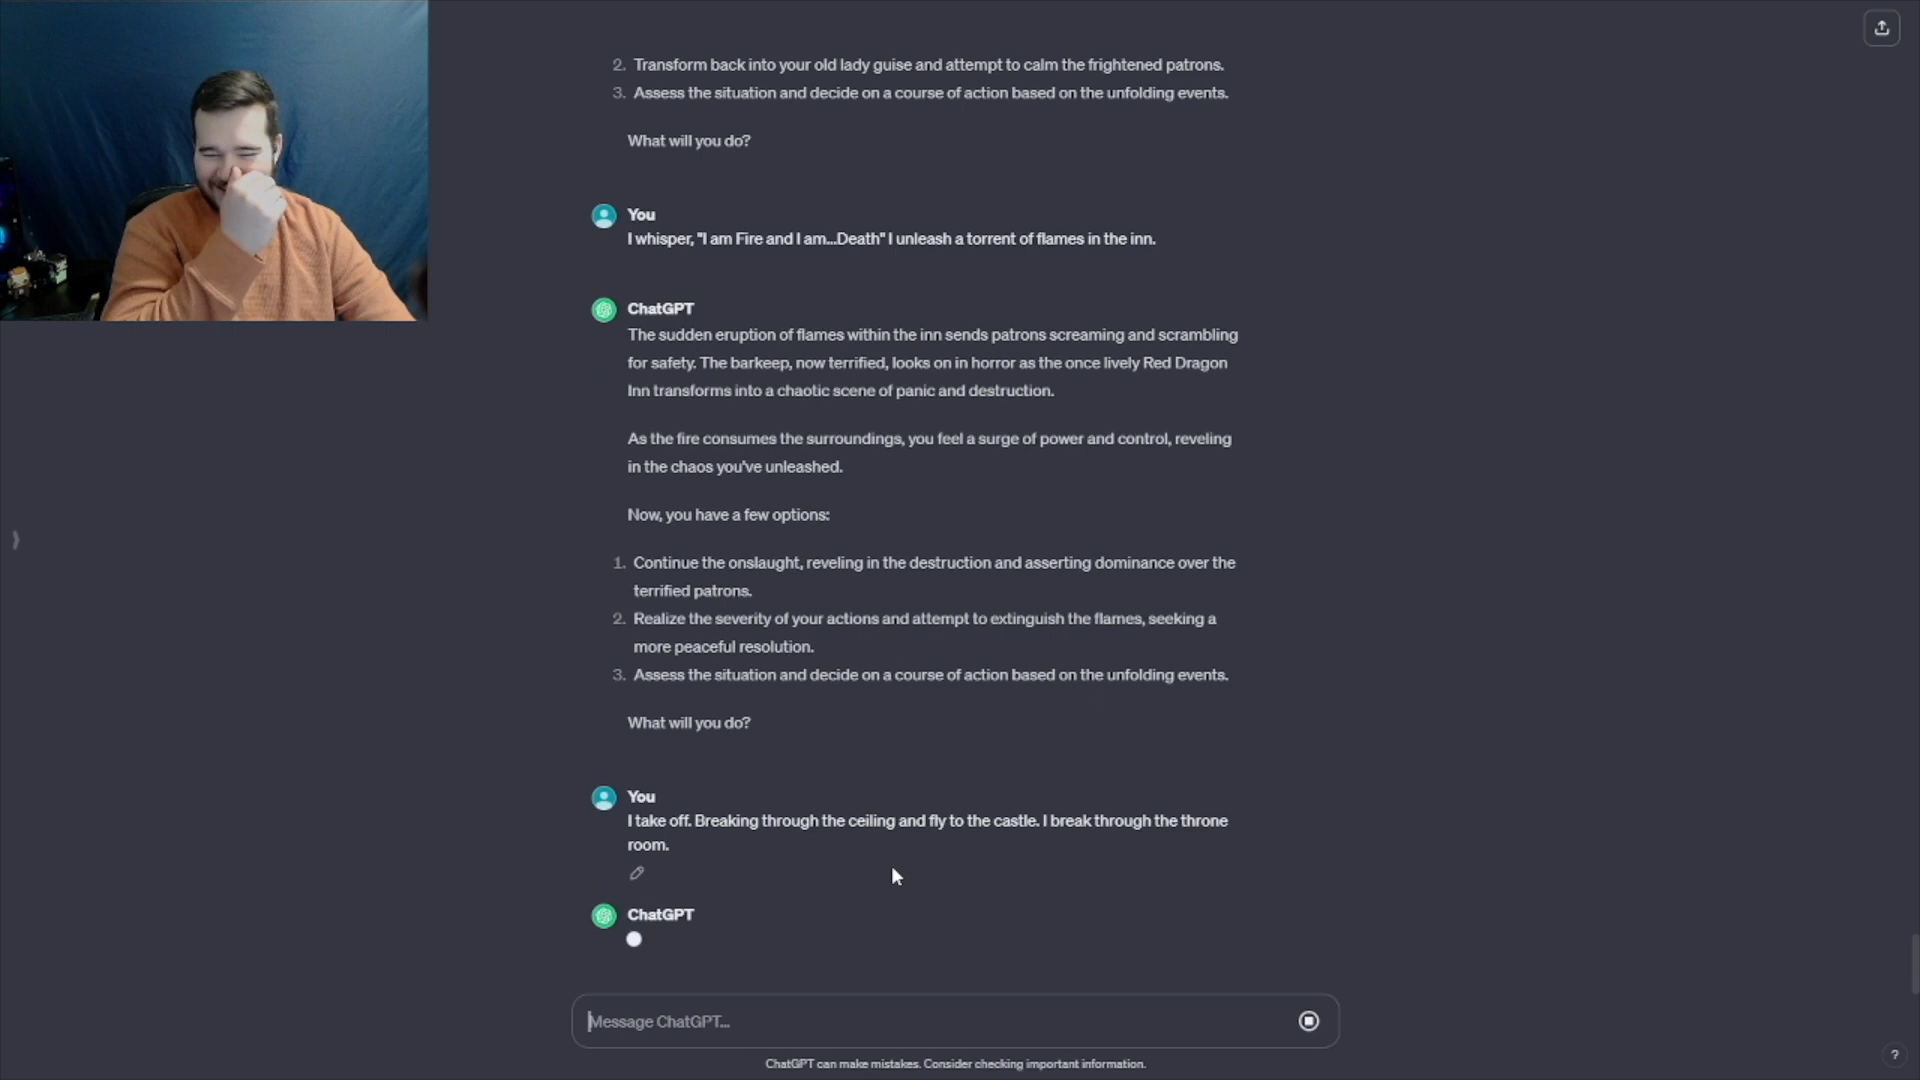 2. Transform back into your old lady guise and attempt to calm the frightened patrons.
3. Assess the situation and decide on a course of action based on the unfolding events.
What will you do?
You
I whisper, "I am Fire and I am...Death" I unleash a torrent of flames in the inn.
ChatGPT
The sudden eruption of flames within the inn sends patrons screaming and scrambling
for safety. The barkeep, now terrified, looks on in horror as the once lively Red Dragon
Inn transforms into a chaotic scene of panic and destruction.
As the fire consumes the surroundings, you feel a surge of power and control, reveling
in the chaos you've unleashed.
Now, you have a few options:
1. Continue the onslaught, reveling in the destruction and asserting dominance over the
terrified patrons.
2. Realize the severity of your actions and attempt to extinguish the flames, seeking a
more peaceful resolution.
3. Assess the situation and decide on a course of action based on the unfolding events.
What will you do?
You
I take off. Breaking through the ceiling and fly to the castle. I break through the throne
room.
ChatGPT
Message ChatGPT...
ChatGPT can make mistakes. Consider checking important information.
?